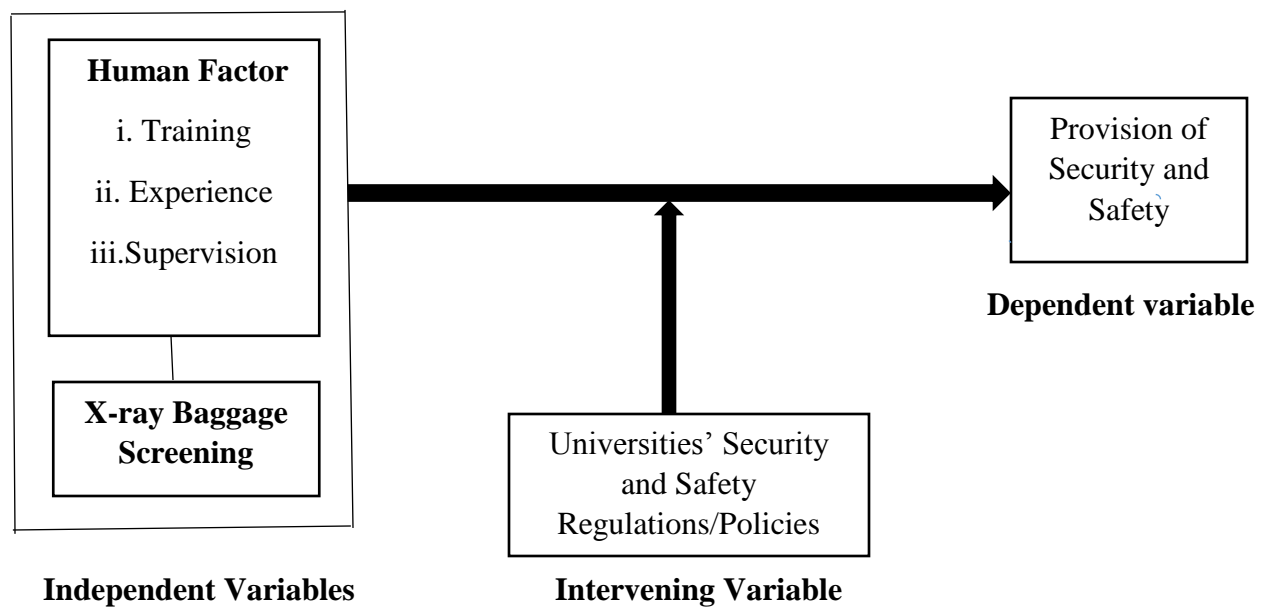 Human Factor
i. Training
ii. Experience
iii.Supervision
X-ray Baggage
Screening
Independent Variables
Universities’ Security
and Safety
Regulations/Policies
Intervening Variable
Provision of
Security and
Safety
Dependent variable